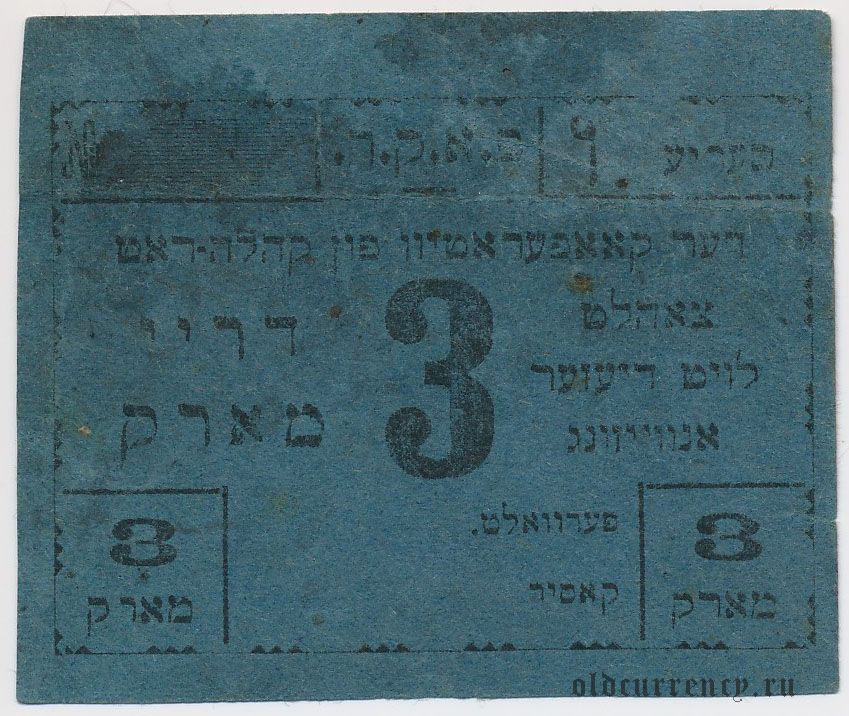 סעריע
№
דער קאאפעראטיוו פון קהלה-ראט
צאהלט
לויט דיעזער
אנווייזונג
3
דריי
מארק
פערוואלט.
קאסיר
3
מארק
3
מארק
oldcurrency.ru